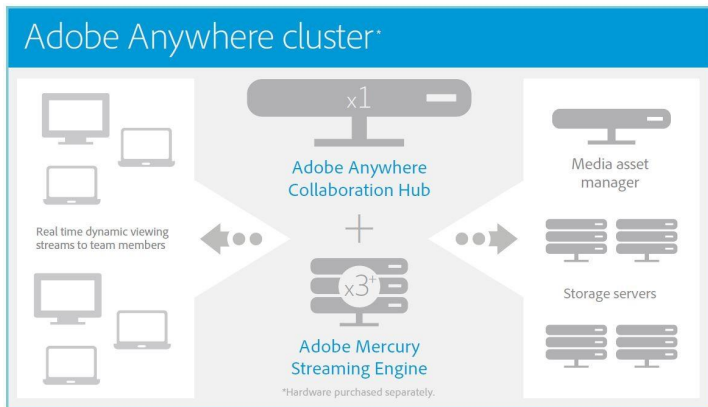 Adobe Anywhere cluster*
x1
Adobe Anywhere
Collaboration Hub
Real time dynamic viewing
streams to team members
x3+
Adobe Mercury
Streaming Engine
*Hardware purchased separately.
Media asset
manager
Storage servers